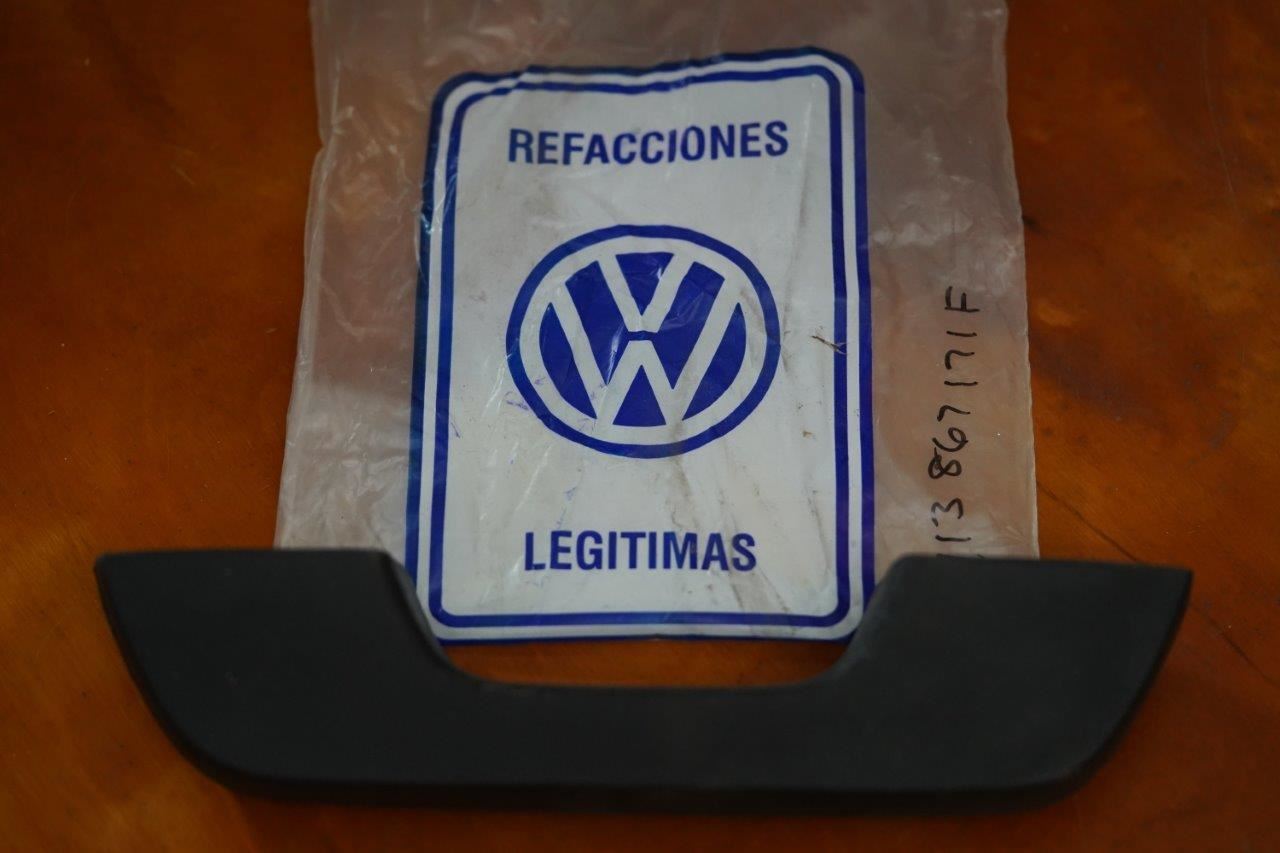 REFACCIONES
VW
LEGITIMAS
113 867 171 F